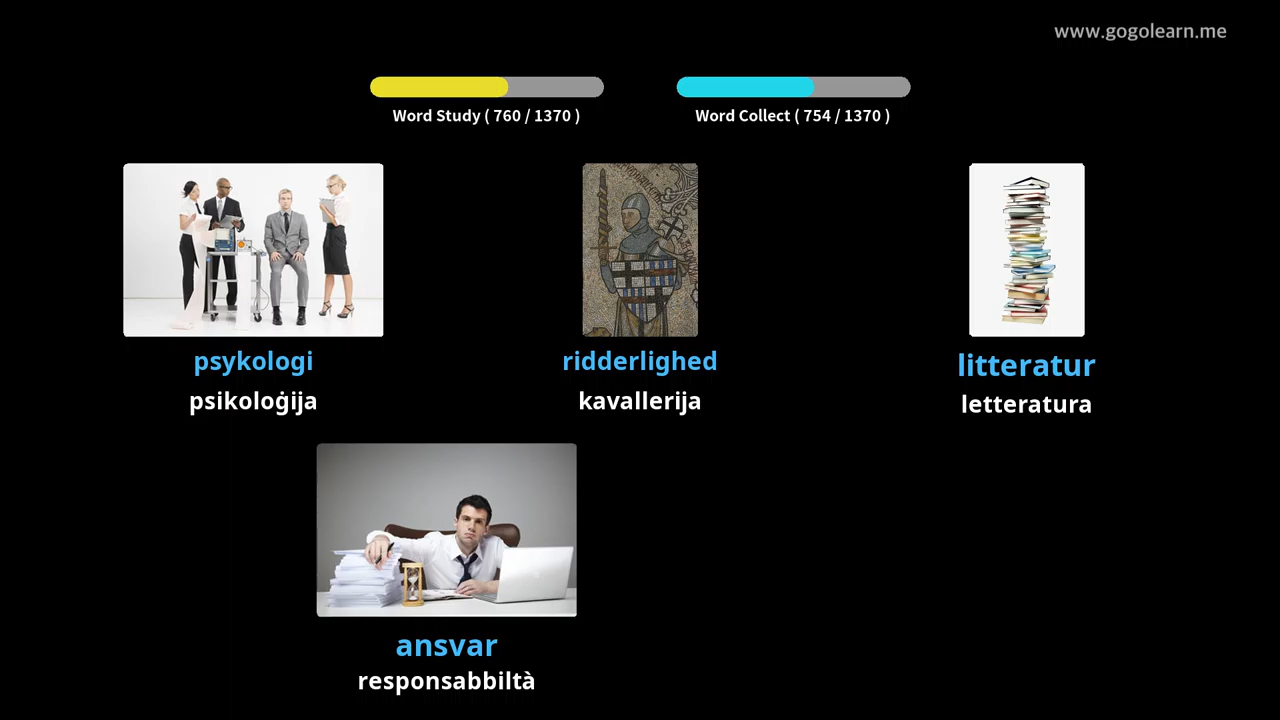 www.gogolearn.me
Word Study ( 760 / 1370 )
Word Collect ( 754 / 1370 )
psykologi
psikoloġija
ridderlighed
kavallerija
litteratur
letteratura
ansvar
responsabbiltà